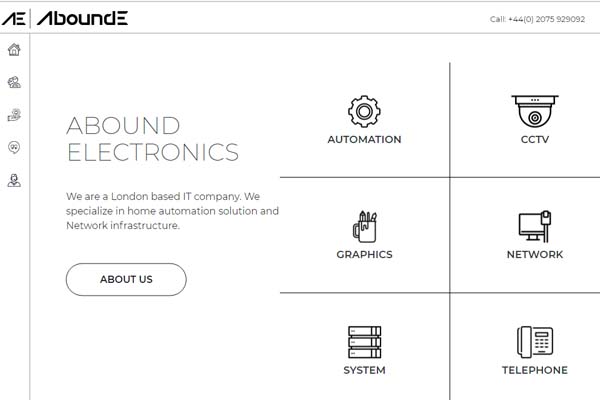 AE AboundE
Call: +44(0) 2075 929092
ABOUND
ELECTRONICS
We are a London based IT company. We
specialize in home automation solution and
Network infrastructure.
ABOUT US
AUTOMATION
CCTV
GRAPHICS
NETWORK
SYSTEM
TELEPHONE